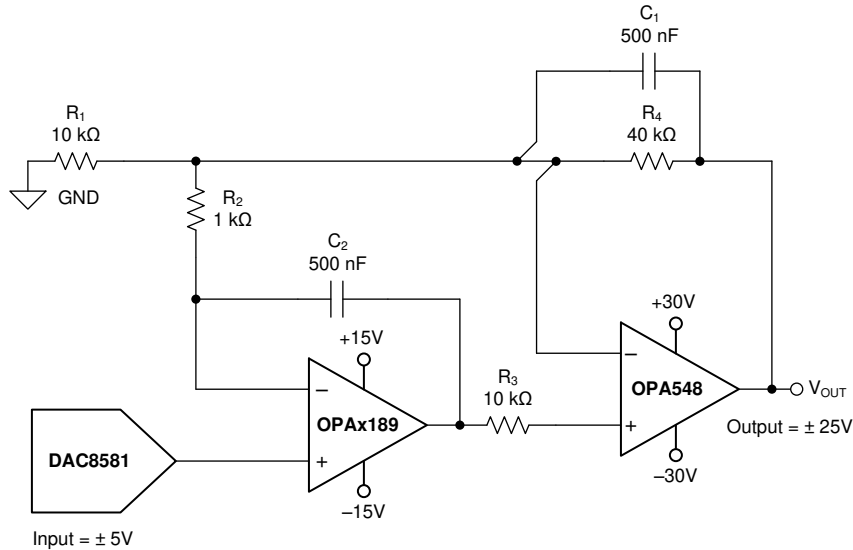 C1
500 nF
R1
10 kΩ
R4
40 kΩ
GND
R2
1 kΩ
C2
500 nF
+30V
+15V
–
OPA548
R3
10 kΩ
–
OPAx189
VOUT
+
Output = ± 25V
DAC8581
+
–30V
–15V
Input = ± 5V